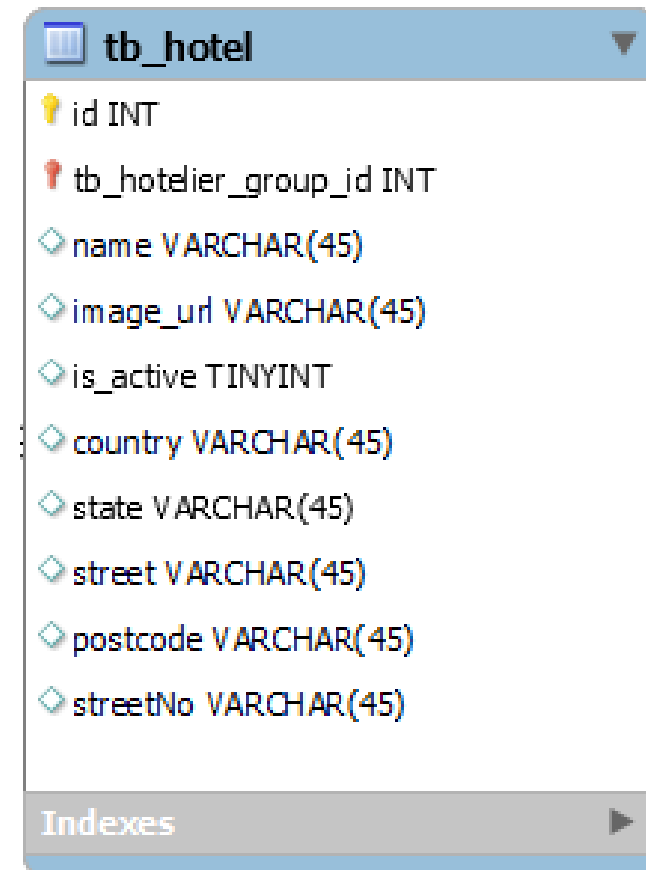 tb_hotel
id INT
tb_hotelier_group_id INT
name VARCHAR(45)
image_url VARCHAR(45)
is_active TINYINT
country VARCHAR(45)
state VARCHAR(45)
street VARCHAR(45)
postcode VARCHAR(45)
streetNo VARCHAR(45)
Indexes